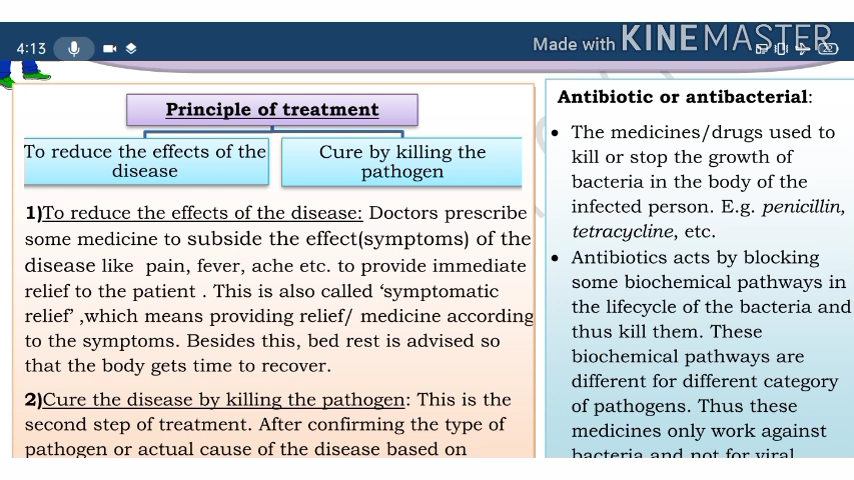 4:13
Made with KINEMASTER
Principle of treatment
To reduce the effects of the
disease
Cure by killing the
pathogen
1)To reduce the effects of the disease: Doctors prescribe
some medicine to subside the effect(symptoms) of the
disease like pain, fever, ache etc. to provide immediate
relief to the patient . This is also called ‘symptomatic
relief’ ,which means providing relief/ medicine according
to the symptoms. Besides this, bed rest is advised so
that the body gets time to recover.
2)Cure the disease by killing the pathogen: This is the
second step of treatment. After confirming the type of
pathogen or actual cause of the disease based on
Antibiotic or antibacterial:
• The medicines/drugs used to
kill or stop the growth of
bacteria in the body of the
infected person. E.g. penicillin,
tetracycline, etc.
• Antibiotics acts by blocking
some biochemical pathways in
the lifecycle of the bacteria and
thus kill them. These
biochemical pathways are
different for different category
of pathogens. Thus these
medicines only work against
bacteria and not for viral